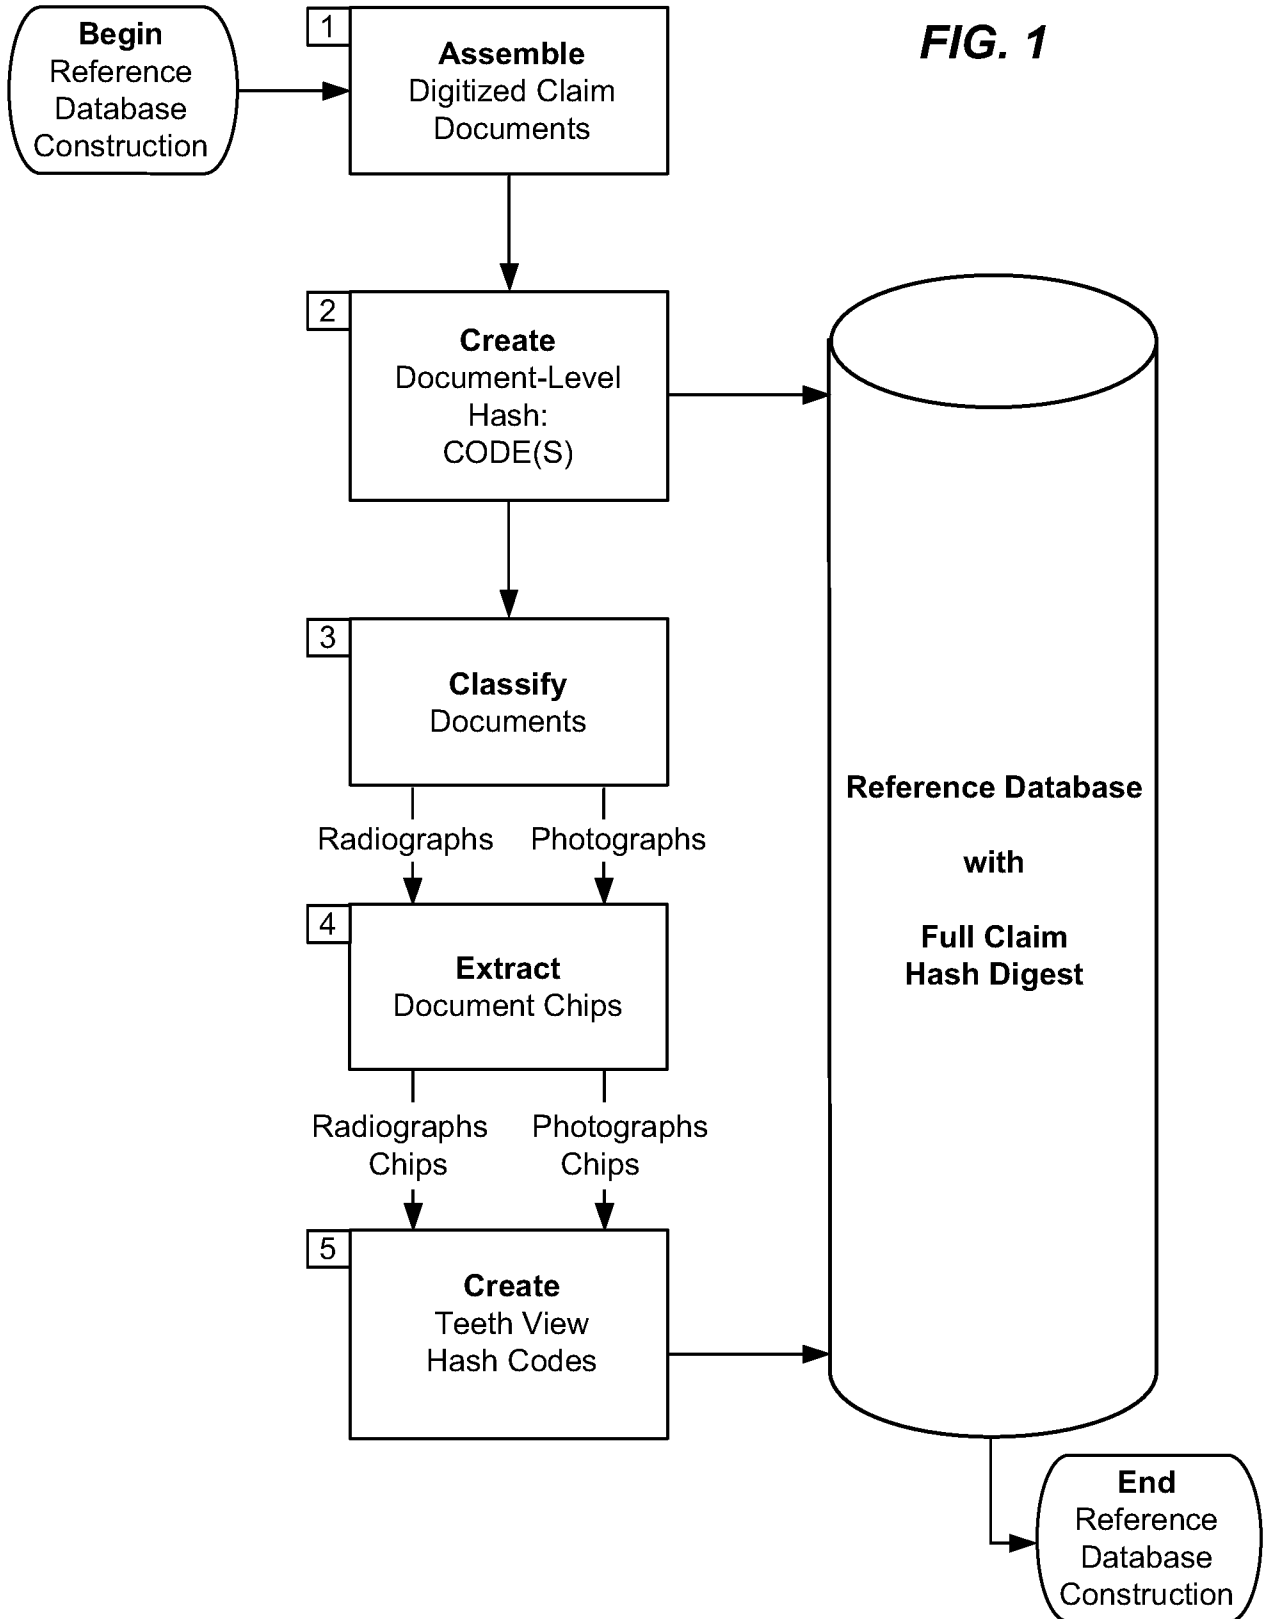 FIG. 1
Begin
Reference
Database
Construction
1
Assemble
Digitized Claim
Documents
2
Create
Document-Level
Hash:
CODE(S)
3
Classify
Documents
Radiographs
Photographs
4
Extract
Document Chips
Radiographs
Chips
Photographs
Chips
5
Create
Teeth View
Hash Codes
Reference Database
with
Full Claim
Hash Digest
End
Reference
Database
Construction